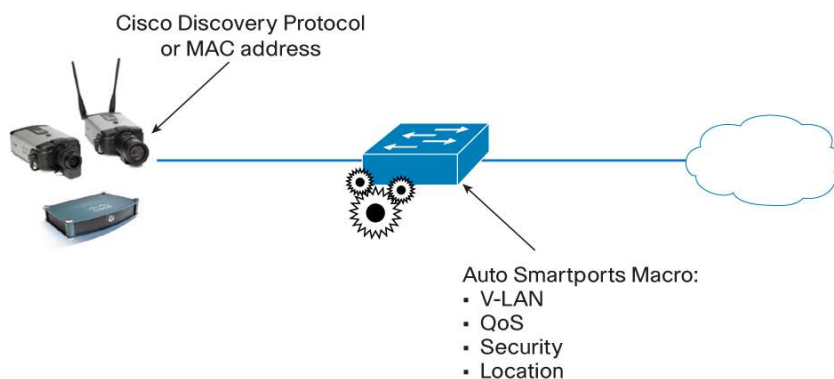 Cisco Discovery Protocol
or MAC address
Auto Smartports Macro:
▪ V-LAN
▪ QoS
▪ Security
▪ Location